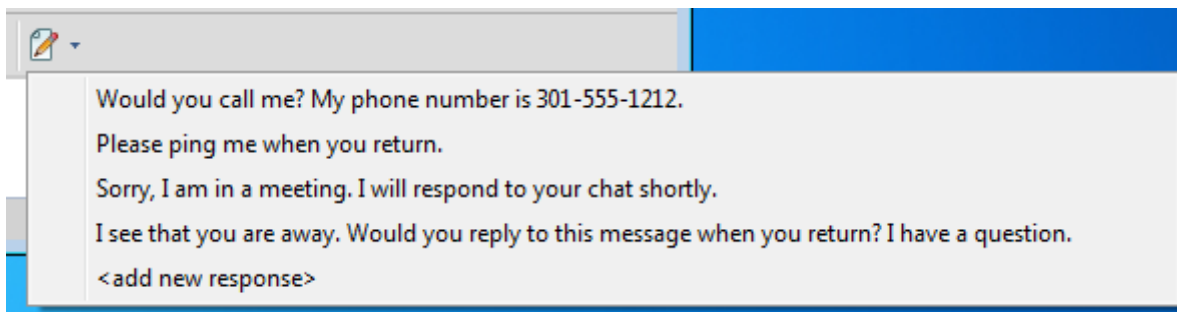 Would you call me? My phone number is 301-555-1212.
Please ping me when you return.
Sorry, I am in a meeting. I will respond to your chat shortly.
I see that you are away. Would you reply to this message when you return? I have a question.
<add new response>